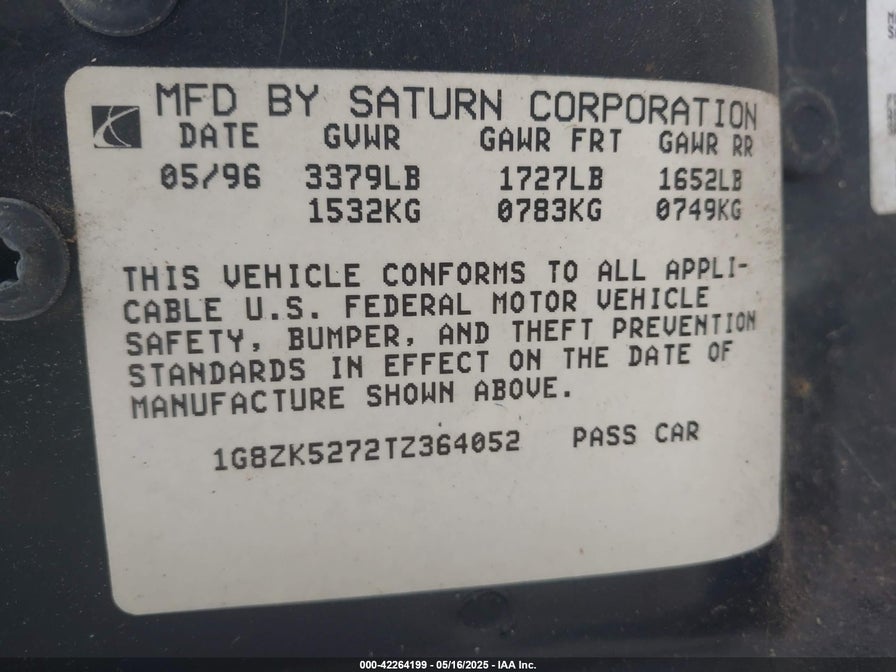 MFD BY SATURN CORPORATION
DATE GVWR GAWR FRT GAWR RR
05/96 3379LB 1727LB 1652LB
1532KG 0783KG 0749KG
THIS VEHICLE CONFORMS TO ALL APPLI-
CABLE U.S. FEDERAL MOTOR VEHICLE
SAFETY, BUMPER, AND THEFT PREVENTION
STANDARDS IN EFFECT ON THE DATE OF
MANUFACTURE SHOWN ABOVE.
1G8ZK5272TZ364052 PASS CAR
000-42264199 - 05/16/2025 - IAA Inc.